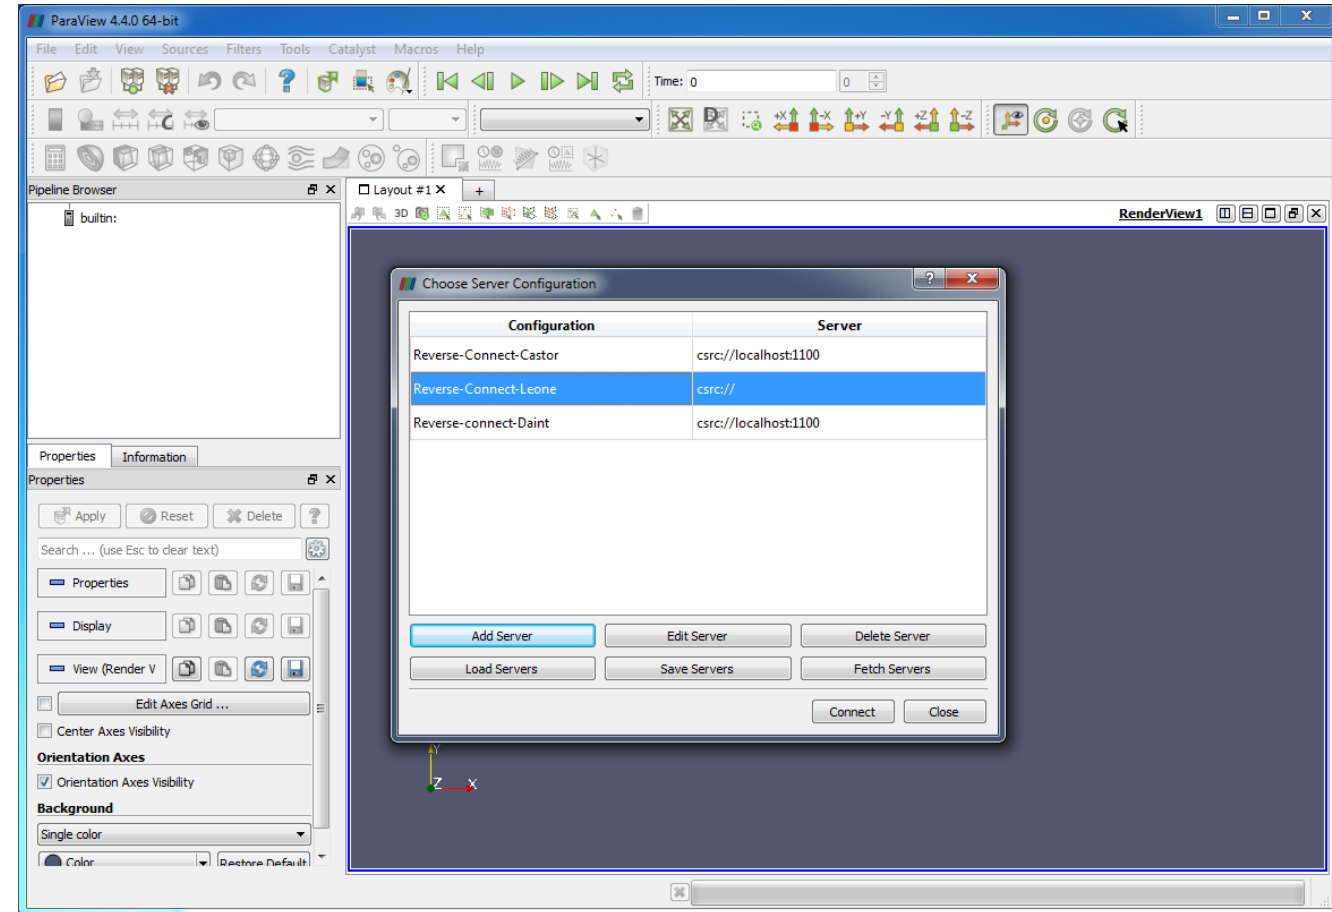 ParaView 4.4.0 64-bit
File Edit View Sources Filters Tools Catalyst Macros Help
Time: 0 0
+X -X +Y -Y +Z -Z
Pipeline Browser
Layout #1 +
builtin:
3D RenderView1
Choose Server Configuration
Configuration Server
Reverse-Connect-Castor csrc://localhost:1100
Reverse-Connect-Leone csrc://
Reverse-connect-Daint csrc://localhost:1100
Add Server Edit Server Delete Server
Load Servers Save Servers Fetch Servers
Connect Close
Properties Information
Properties
Apply Reset Delete ?
Search ... (use Esc to clear text)
Properties
Display
View (Render V
Edit Axes Grid ...
Center Axes Visibility
Orientation Axes
Orientation Axes Visibility
Background
Single color
Color Restore Default
Y
Z X